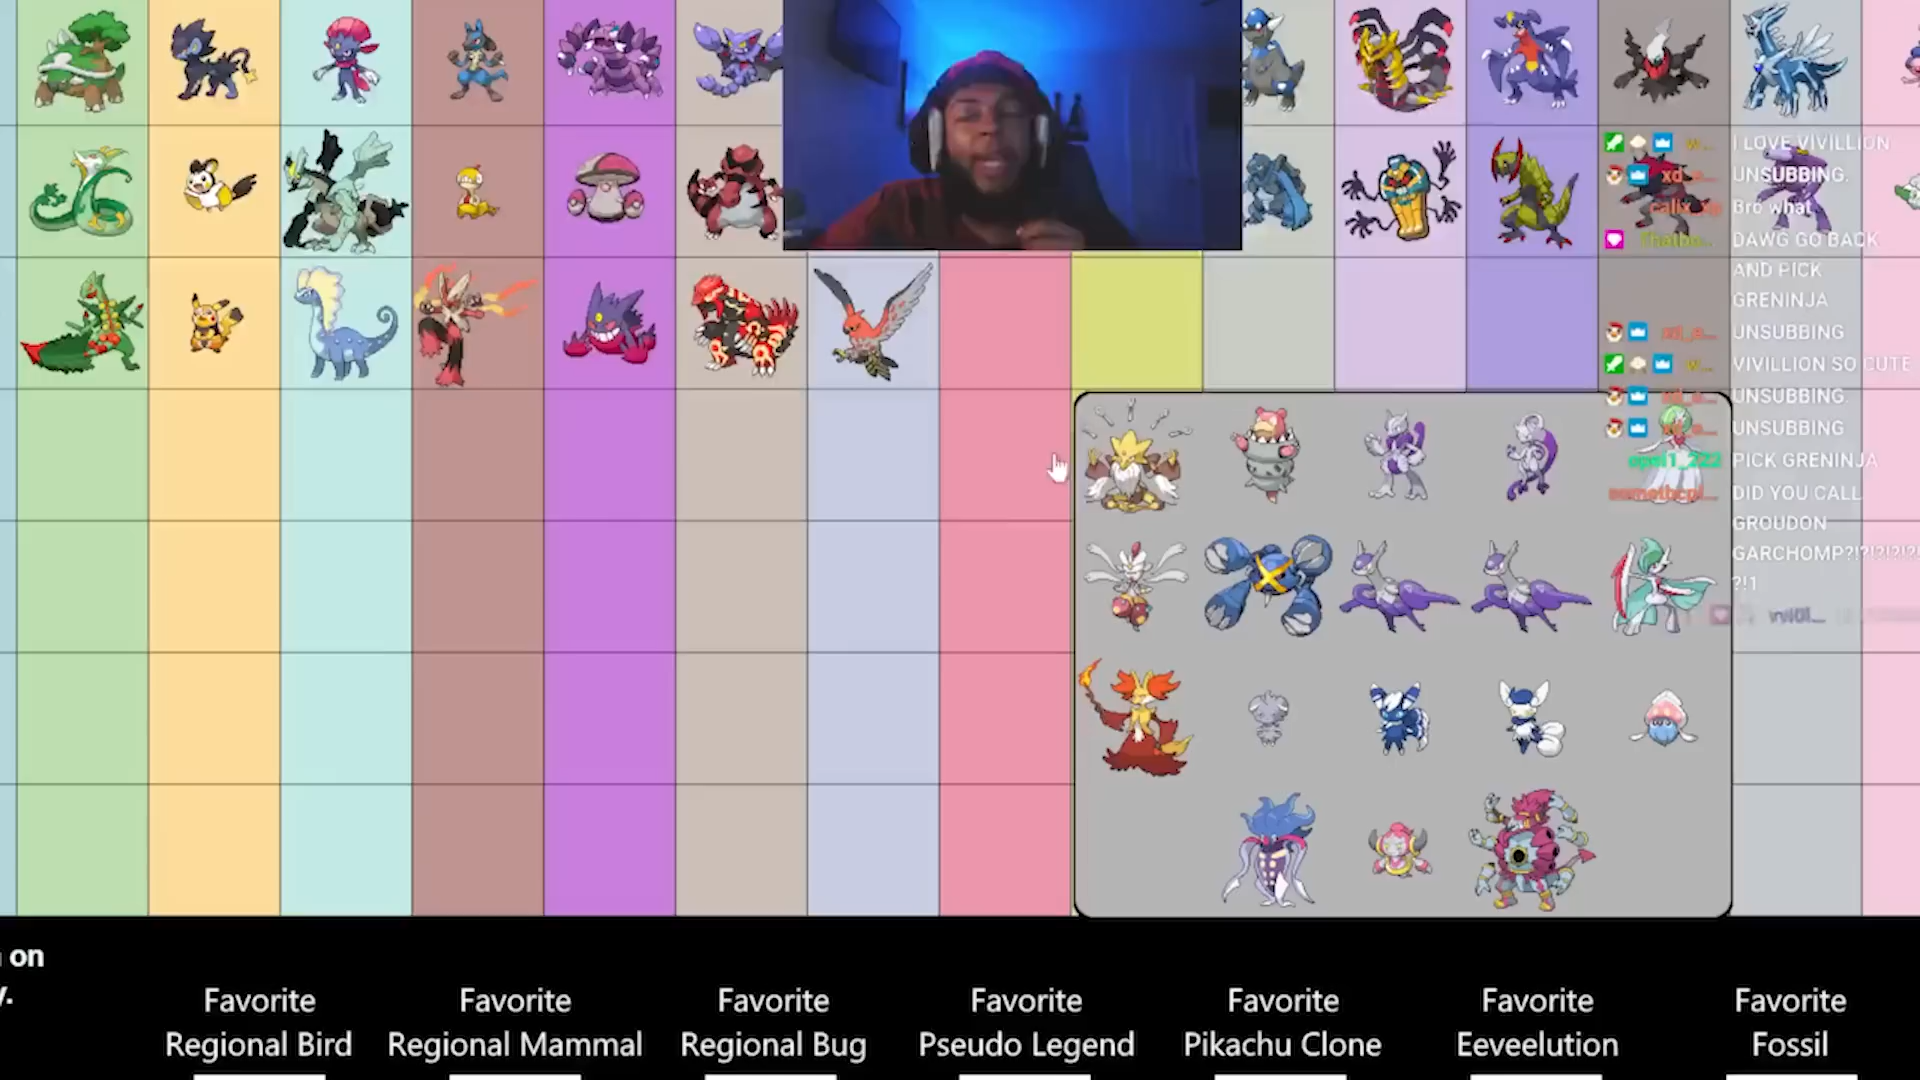 I LOVE VIVILLION
UNSUBBING.
Bro what
DAWG GO BACK
AND PICK
GRENINJA
UNSUBBING
VIVILLION SO CUTE
UNSUBBING.
UNSUBBING
PICK GRENINJA
DID YOU CALL
GROUDON
GARCHOMP?!?!?!?!?!
?!1
on
y.
Favorite
Regional Bird
Favorite
Regional Mammal
Favorite
Regional Bug
Favorite
Pseudo Legend
Favorite
Pikachu Clone
Favorite
Eeveelution
Favorite
Fossil